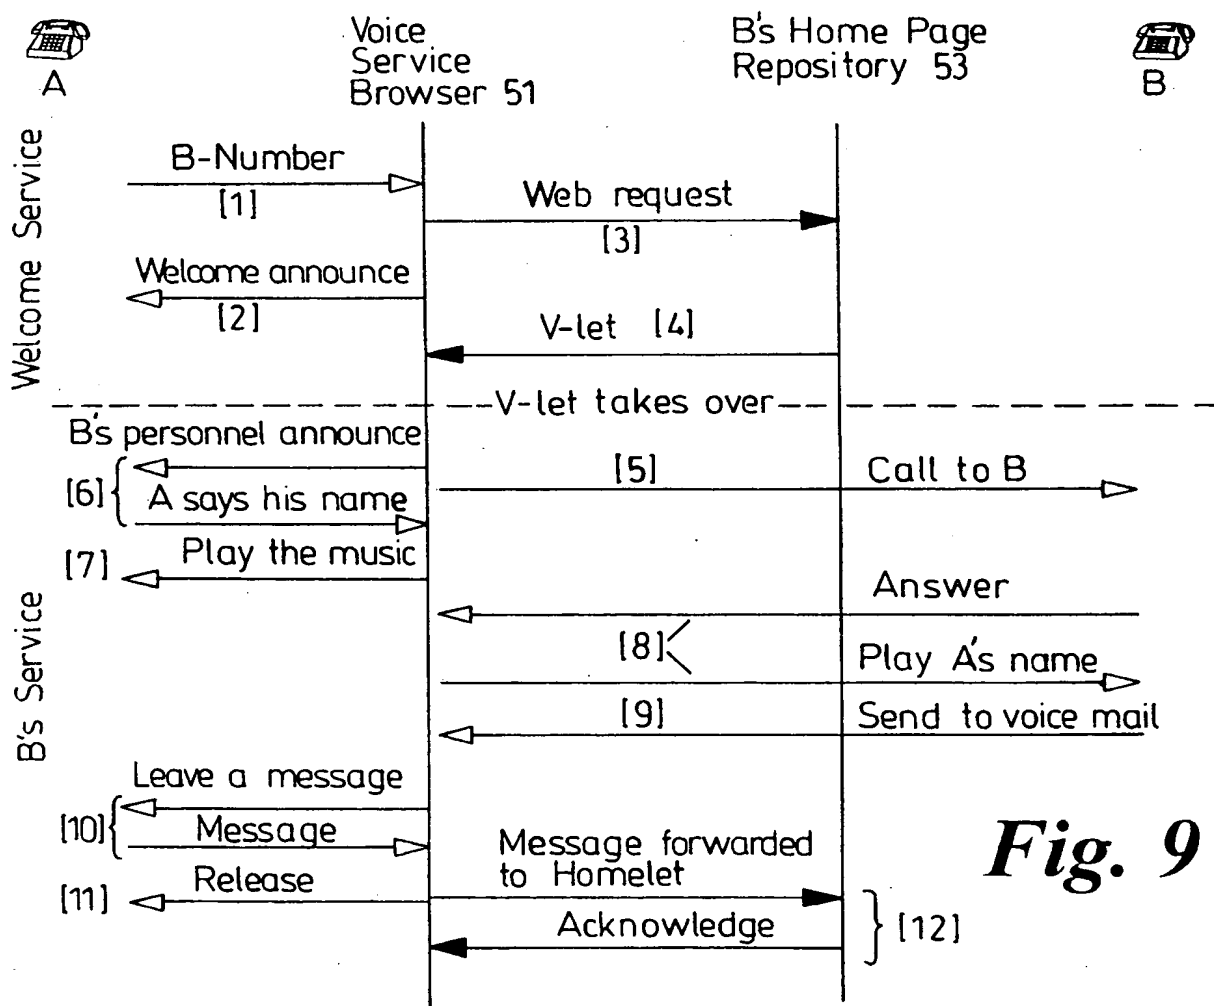 A
Voice
Service
Browser 51
B's Home Page
Repository 53
B
Welcome Service
B-Number
[1]
Web request
[3]
Welcome announce
[2]
V-let [4]
V-let takes over
B's Service
B's personnel announce
[6]
A says his name
[5]
Call to B
[7]
Play the music
Answer
[8]
Play A's name
[9]
Send to voice mail
Leave a message
[10]
Message
Message forwarded
to Homelet
[11]
Release
Acknowledge
[12]
Fig. 9